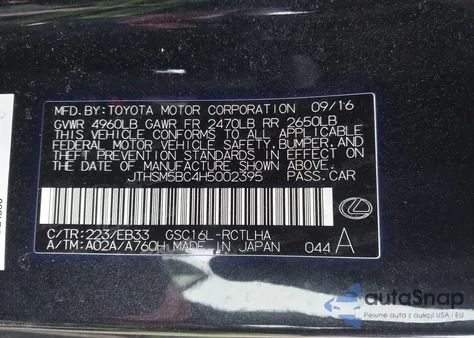 MFD.BY:TOYOTA MOTOR CORPORATION 09/16
GVWR 4960LB GAWR FR 2470LB RR 2650LB
THIS VEHICLE CONFORMS TO ALL APPLICABLE
FEDERAL MOTOR VEHICLE SAFETY,BUMPER,AND
THEFT PREVENTION STANDARDS IN EFFECT ON
THE DATE OF MANUFACTURE SHOWN ABOVE.
JTHSM5BC4H5002395 PASS.CAR
C/TR:223/EB33 GSC16L-RCTLHA
A/TM:A02A/A760H MADE IN JAPAN 044 A
autoSnap
Pewne auta z aukcji USA i EU